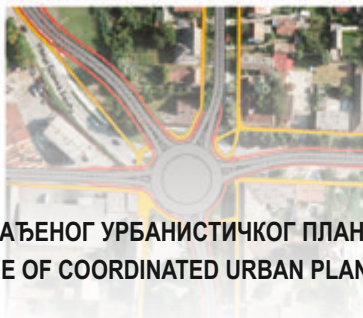 АЂЕНОГ УРБАНИСТИЧКОГ ПЛАН
E OF COORDINATED URBAN PLAN